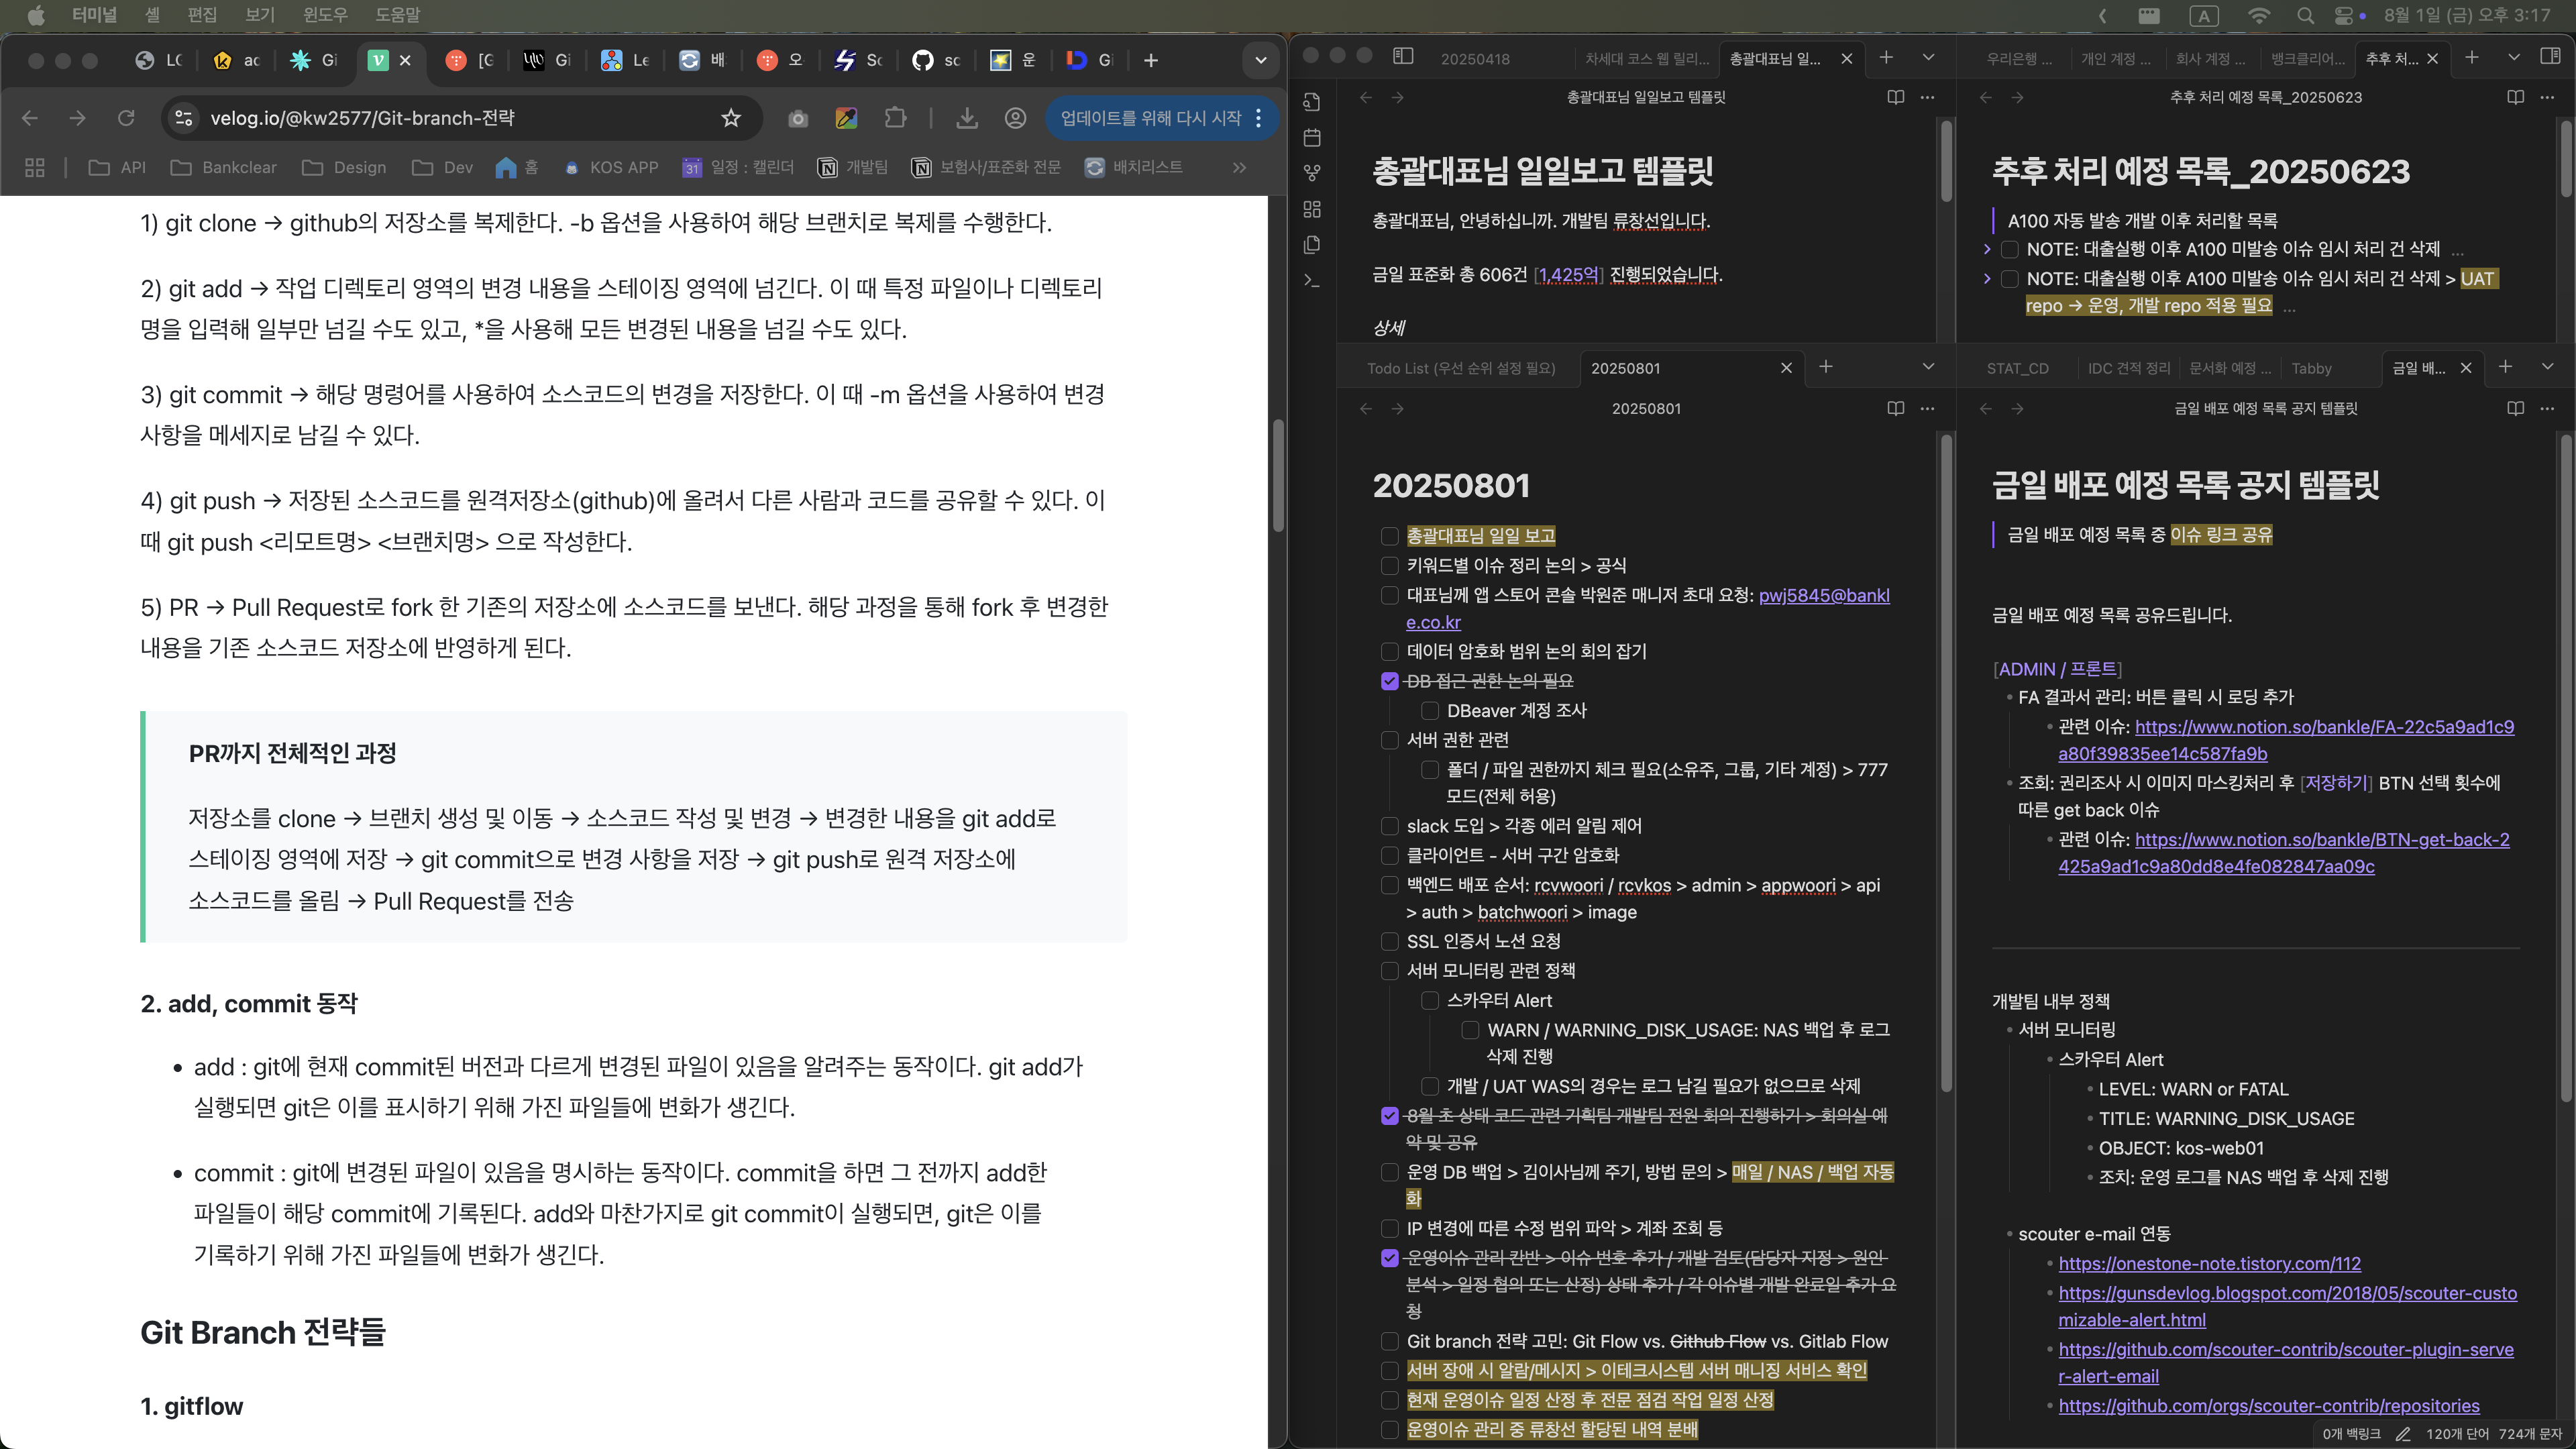 터미널 셸 편집 보기 윈도우 도움말
A
8월 1일 (금) 오후 3:17
LC
ac
Gi
[G
Gi
Le
배
오
Sc
sc
운
Gi
velog.io/@kw2577/Git-branch-전략
업데이트를 위해 다시 시작
API
Bankclear
Design
Dev
홈
KOS APP
일정 : 캘린더
개발팀
보험사/표준화 전문
배치리스트
1) git clone → github의 저장소를 복제한다. -b 옵션을 사용하여 해당 브랜치로 복제를 수행한다.
2) git add → 작업 디렉토리 영역의 변경 내용을 스테이징 영역에 넘긴다. 이 때 특정 파일이나 디렉토리
명을 입력해 일부만 넘길 수도 있고, *을 사용해 모든 변경된 내용을 넘길 수도 있다.
3) git commit → 해당 명령어를 사용하여 소스코드의 변경을 저장한다. 이 때 -m 옵션을 사용하여 변경
사항을 메세지로 남길 수 있다.
4) git push → 저장된 소스코드를 원격저장소(github)에 올려서 다른 사람과 코드를 공유할 수 있다. 이
때 git push <리모트명> <브랜치명> 으로 작성한다.
5) PR → Pull Request로 fork 한 기존의 저장소에 소스코드를 보낸다. 해당 과정을 통해 fork 후 변경한
내용을 기존 소스코드 저장소에 반영하게 된다.
PR까지 전체적인 과정
저장소를 clone → 브랜치 생성 및 이동 → 소스코드 작성 및 변경 → 변경한 내용을 git add로
스테이징 영역에 저장 → git commit으로 변경 사항을 저장 → git push로 원격 저장소에
소스코드를 올림 → Pull Request를 전송
2. add, commit 동작
• add : git에 현재 commit된 버전과 다르게 변경된 파일이 있음을 알려주는 동작이다. git add가
실행되면 git은 이를 표시하기 위해 가진 파일들에 변화가 생긴다.
• commit : git에 변경된 파일이 있음을 명시하는 동작이다. commit을 하면 그 전까지 add한
파일들이 해당 commit에 기록된다. add와 마찬가지로 git commit이 실행되면, git은 이를
기록하기 위해 가진 파일들에 변화가 생긴다.
Git Branch 전략들
1. gitflow
20250418
차세대 코스 웹 릴리...
총괄대표님 일...
총괄대표님 일일보고 템플릿
총괄대표님 일일보고 템플릿
총괄대표님, 안녕하십니까. 개발팀 류창선입니다.
금일 표준화 총 606건 [1,425억] 진행되었습니다.
상세
우리은행 ...
개인 계정 ...
회사 계정 ...
뱅크클리어...
추후 처...
추후 처리 예정 목록_20250623
추후 처리 예정 목록_20250623
A100 자동 발송 개발 이후 처리할 목록
NOTE: 대출실행 이후 A100 미발송 이슈 임시 처리 건 삭제 ...
NOTE: 대출실행 이후 A100 미발송 이슈 임시 처리 건 삭제 > UAT
repo → 운영, 개발 repo 적용 필요 ...
Todo List (우선 순위 설정 필요)
20250801
20250801
20250801
총괄대표님 일일 보고
키워드별 이슈 정리 논의 > 공식
대표님께 앱 스토어 콘솔 박원준 매니저 초대 요청: pwj5845@bankl
e.co.kr
데이터 암호화 범위 논의 회의 잡기
DB 접근 권한 논의 필요
DBeaver 계정 조사
서버 권한 관련
폴더 / 파일 권한까지 체크 필요(소유주, 그룹, 기타 계정) > 777
모드(전체 허용)
slack 도입 > 각종 에러 알림 제어
클라이언트 - 서버 구간 암호화
백엔드 배포 순서: rcvwoori / rcvkos > admin > appwoori > api
> auth > batchwoori > image
SSL 인증서 노션 요청
서버 모니터링 관련 정책
스카우터 Alert
WARN / WARNING_DISK_USAGE: NAS 백업 후 로그
삭제 진행
개발 / UAT WAS의 경우는 로그 남길 필요가 없으므로 삭제
8월 초 상태 코드 관련 기획팀 개발팀 전원 회의 진행하기 > 회의실 예
약 및 공유
운영 DB 백업 > 김이사님께 주기, 방법 문의 > 매일 / NAS / 백업 자동
화
IP 변경에 따른 수정 범위 파악 > 계좌 조회 등
운영이슈 관리 칸반 > 이슈 번호 추가 / 개발 검토(담당자 지정 > 원인
분석 > 일정 협의 또는 산정) 상태 추가 / 각 이슈별 개발 완료일 추가 요
청
Git branch 전략 고민: Git Flow vs. Github Flow vs. Gitlab Flow
서버 장애 시 알람/메시지 > 이테크시스템 서버 매니징 서비스 확인
현재 운영이슈 일정 산정 후 전문 점검 작업 일정 산정
운영이슈 관리 중 류창선 할당된 내역 분배
STAT_CD
IDC 견적 정리
문서화 예정 ...
Tabby
금일 배...
금일 배포 예정 목록 공지 템플릿
금일 배포 예정 목록 공지 템플릿
금일 배포 예정 목록 중 이슈 링크 공유
금일 배포 예정 목록 공유드립니다.
[ADMIN / 프론트]
• FA 결과서 관리: 버튼 클릭 시 로딩 추가
• 관련 이슈: https://www.notion.so/bankle/FA-22c5a9ad1c9
a80f39835ee14c587fa9b
• 조회: 권리조사 시 이미지 마스킹처리 후 [저장하기] BTN 선택 횟수에
따른 get back 이슈
• 관련 이슈: https://www.notion.so/bankle/BTN-get-back-2
425a9ad1c9a80dd8e4fe082847aa09c
개발팀 내부 정책
• 서버 모니터링
• 스카우터 Alert
• LEVEL: WARN or FATAL
• TITLE: WARNING_DISK_USAGE
• OBJECT: kos-web01
• 조치: 운영 로그를 NAS 백업 후 삭제 진행
• scouter e-mail 연동
• https://onestone-note.tistory.com/112
• https://gunsdevlog.blogspot.com/2018/05/scouter-custo
mizable-alert.html
• https://github.com/scouter-contrib/scouter-plugin-serve
r-alert-email
• https://github.com/orgs/scouter-contrib/repositories
0개 백링크
120개 단어
724개 문자